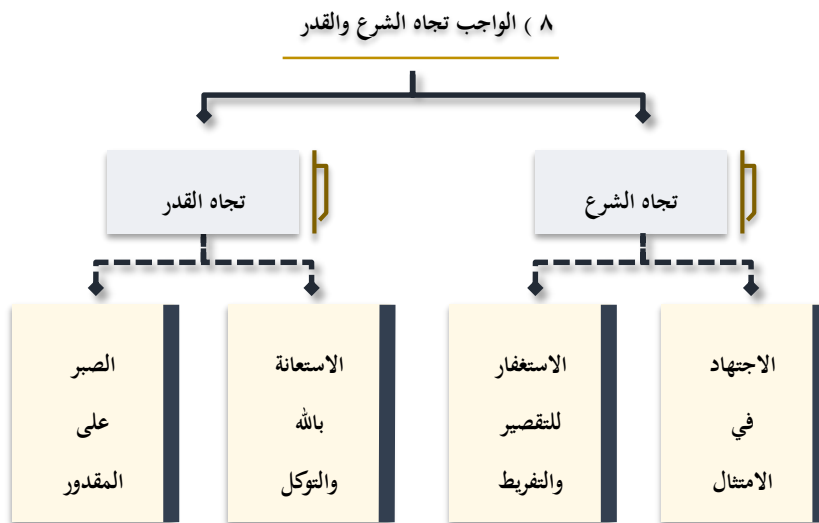 ٨ ) الواجب تجاه الشرع والقدر
تجاه الشرع
تجاه القدر
الاجتهاد
في
الامتثال
الاستغفار
للتقصير
والتفريط
الاستعانة
بالله
والتوكل
الصبر
على
المقدور